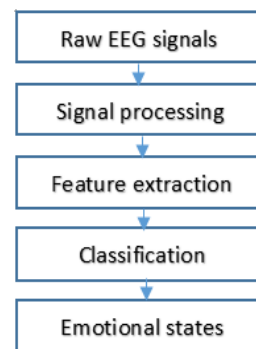 Raw EEG signals
Signal processing
Feature extraction
Classification
Emotional states